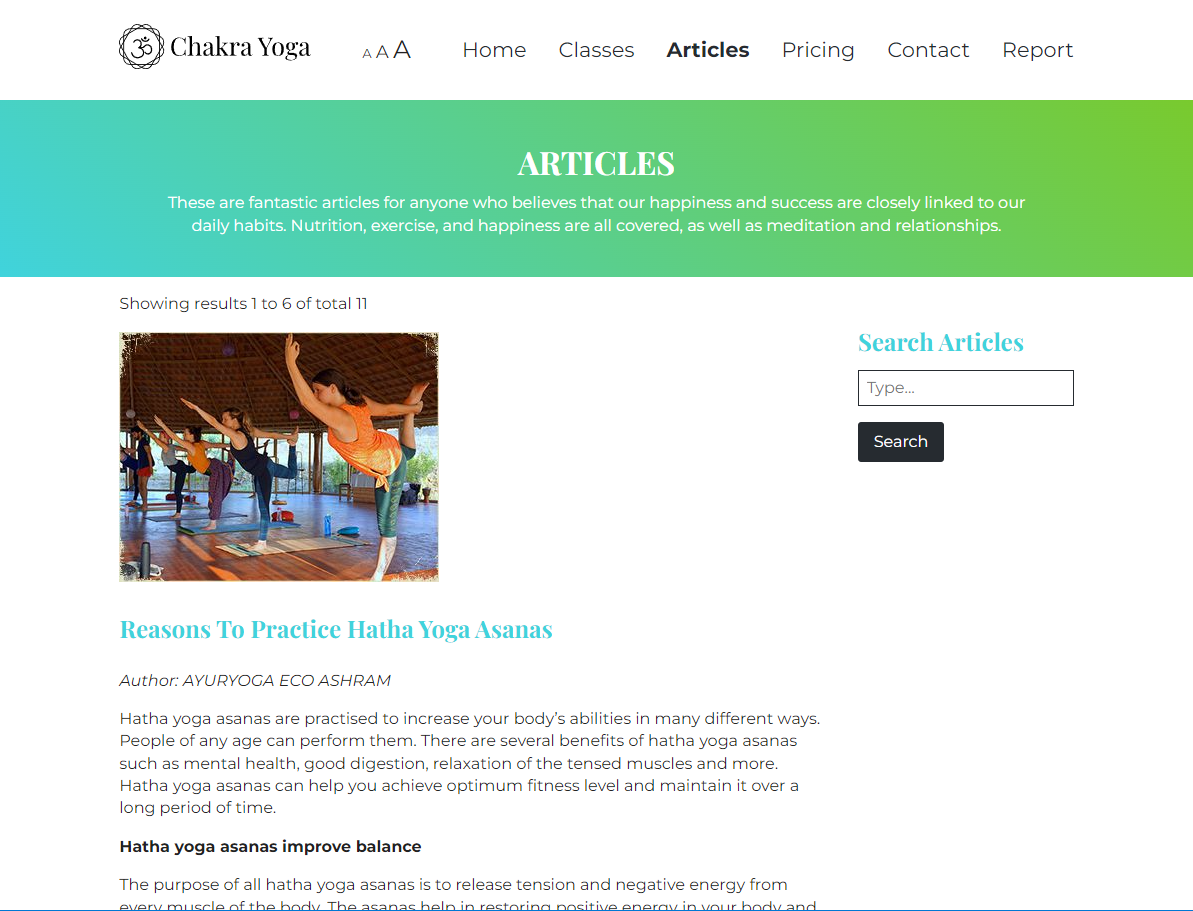 ॐ Chakra Yoga
A A A
Home Classes Articles Pricing Contact Report
ARTICLES
These are fantastic articles for anyone who believes that our happiness and success are closely linked to our
daily habits. Nutrition, exercise, and happiness are all covered, as well as meditation and relationships.
Showing results 1 to 6 of total 11
Search Articles
Type...
Search
Reasons To Practice Hatha Yoga Asanas
Author: AYURYOGA ECO ASHRAM
Hatha yoga asanas are practised to increase your body’s abilities in many different ways.
People of any age can perform them. There are several benefits of hatha yoga asanas
such as mental health, good digestion, relaxation of the tensed muscles and more.
Hatha yoga asanas can help you achieve optimum fitness level and maintain it over a
long period of time.
Hatha yoga asanas improve balance
The purpose of all hatha yoga asanas is to release tension and negative energy from
every muscle of the body. The asanas help in restoring positive energy in your body and